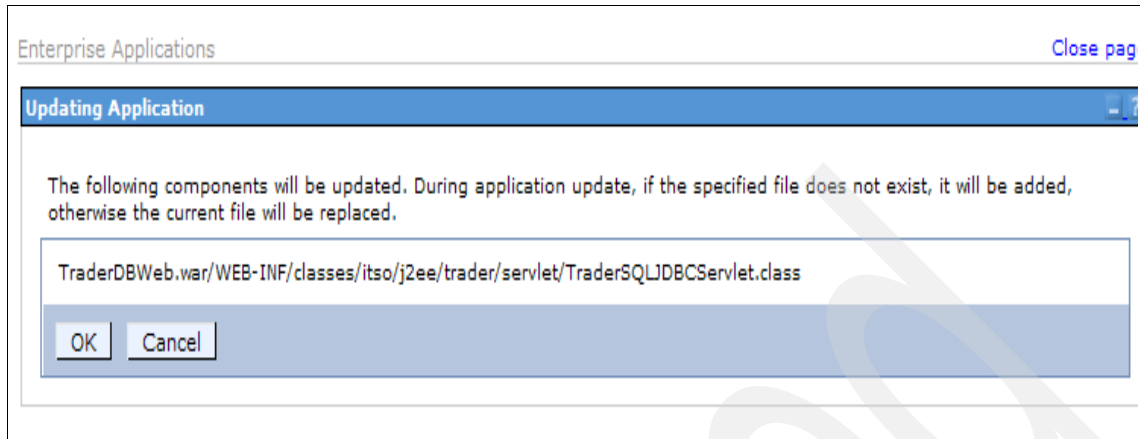 Enterprise Applications Close pag
Updating Application - ?
The following components will be updated. During application update, if the specified file does not exist, it will be added,
otherwise the current file will be replaced.
TraderDBWeb.war/WEB-INF/classes/itso/j2ee/trader/servlet/TraderSQLJDBCServlet.class
OK Cancel